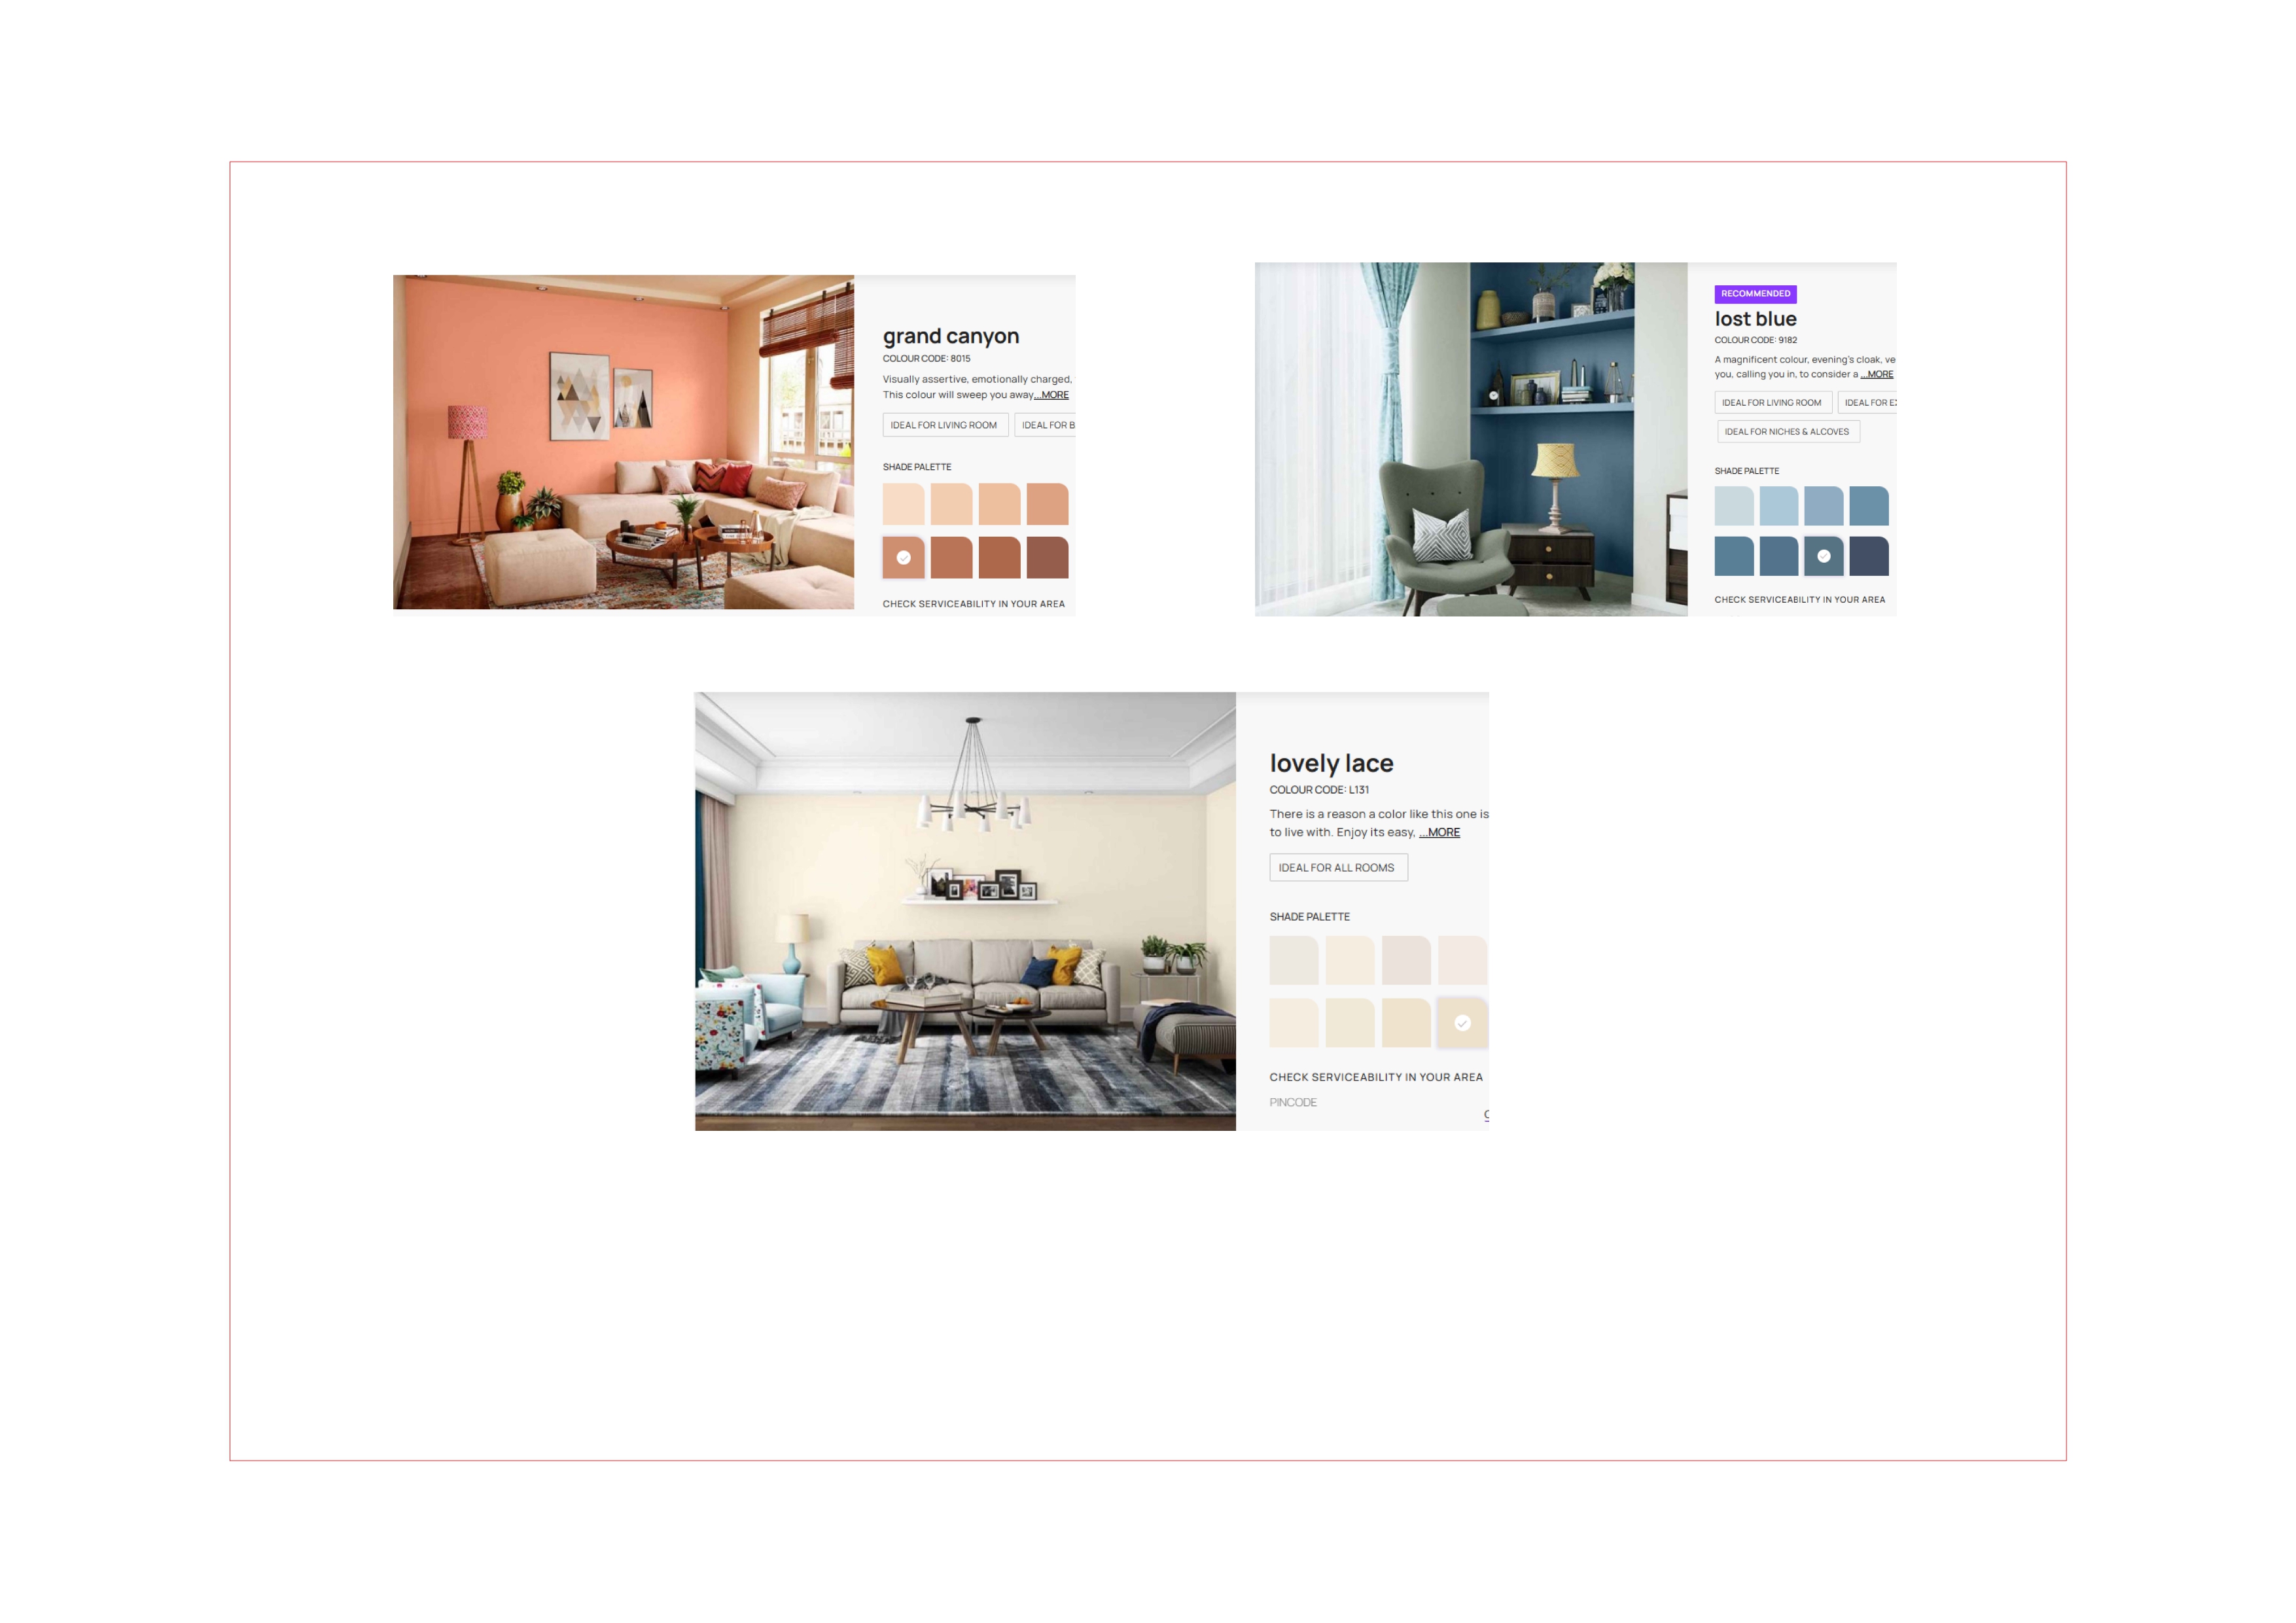 grand canyon
COLOUR CODE: 8015
Visually assertive, emotionally charged,
This colour will sweep you away...MORE
IDEAL FOR LIVING ROOM
IDEAL FOR B
SHADE PALETTE
CHECK SERVICEABILITY IN YOUR AREA
RECOMMENDED
lost blue
COLOUR CODE: 9182
A magnificent colour, evening's cloak, ve
you, calling you in, to consider a ...MORE
IDEAL FOR LIVING ROOM
IDEAL FOR E
IDEAL FOR NICHES & ALCOVES
SHADE PALETTE
CHECK SERVICEABILITY IN YOUR AREA
lovely lace
COLOUR CODE: L131
There is a reason a color like this one is
to live with. Enjoy its easy, ...MORE
IDEAL FOR ALL ROOMS
SHADE PALETTE
CHECK SERVICEABILITY IN YOUR AREA
PINCODE